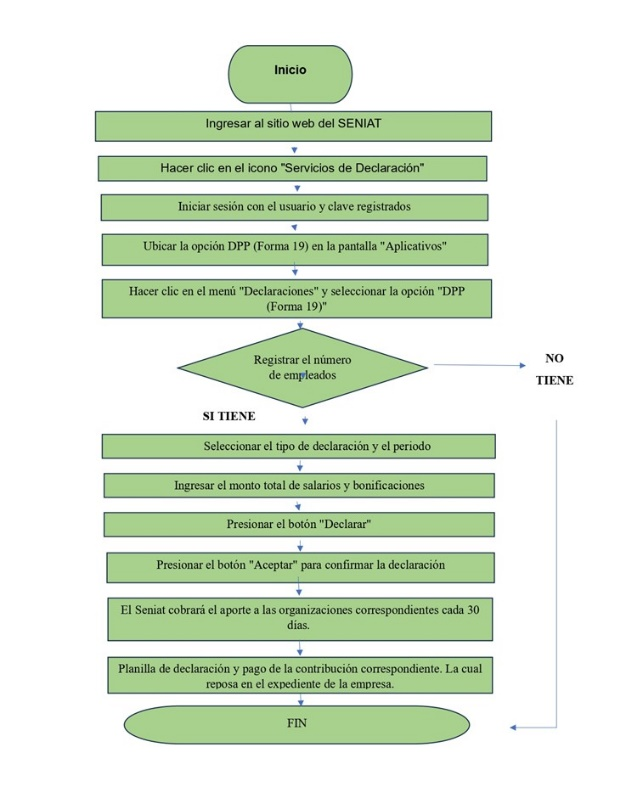 Inicio
Ingresar al sitio web del SENIAT
Hacer clic en el icono "Servicios de Declaración"
Iniciar sesión con el usuario y clave registrados
Ubicar la opción DPP (Forma 19) en la pantalla "Aplicativos"
Hacer clic en el menú "Declaraciones" y seleccionar la opción "DPP
(Forma 19)"
Registrar el número
de empleados
NO
TIENE
SI TIENE
Seleccionar el tipo de declaración y el periodo
Ingresar el monto total de salarios y bonificaciones
Presionar el botón "Declarar"
Presionar el botón "Aceptar" para confirmar la declaración
El Seniat cobrará el aporte a las organizaciones correspondientes cada 30
días.
Planilla de declaración y pago de la contribución correspondiente. La cual
reposa en el expediente de la empresa.
FIN